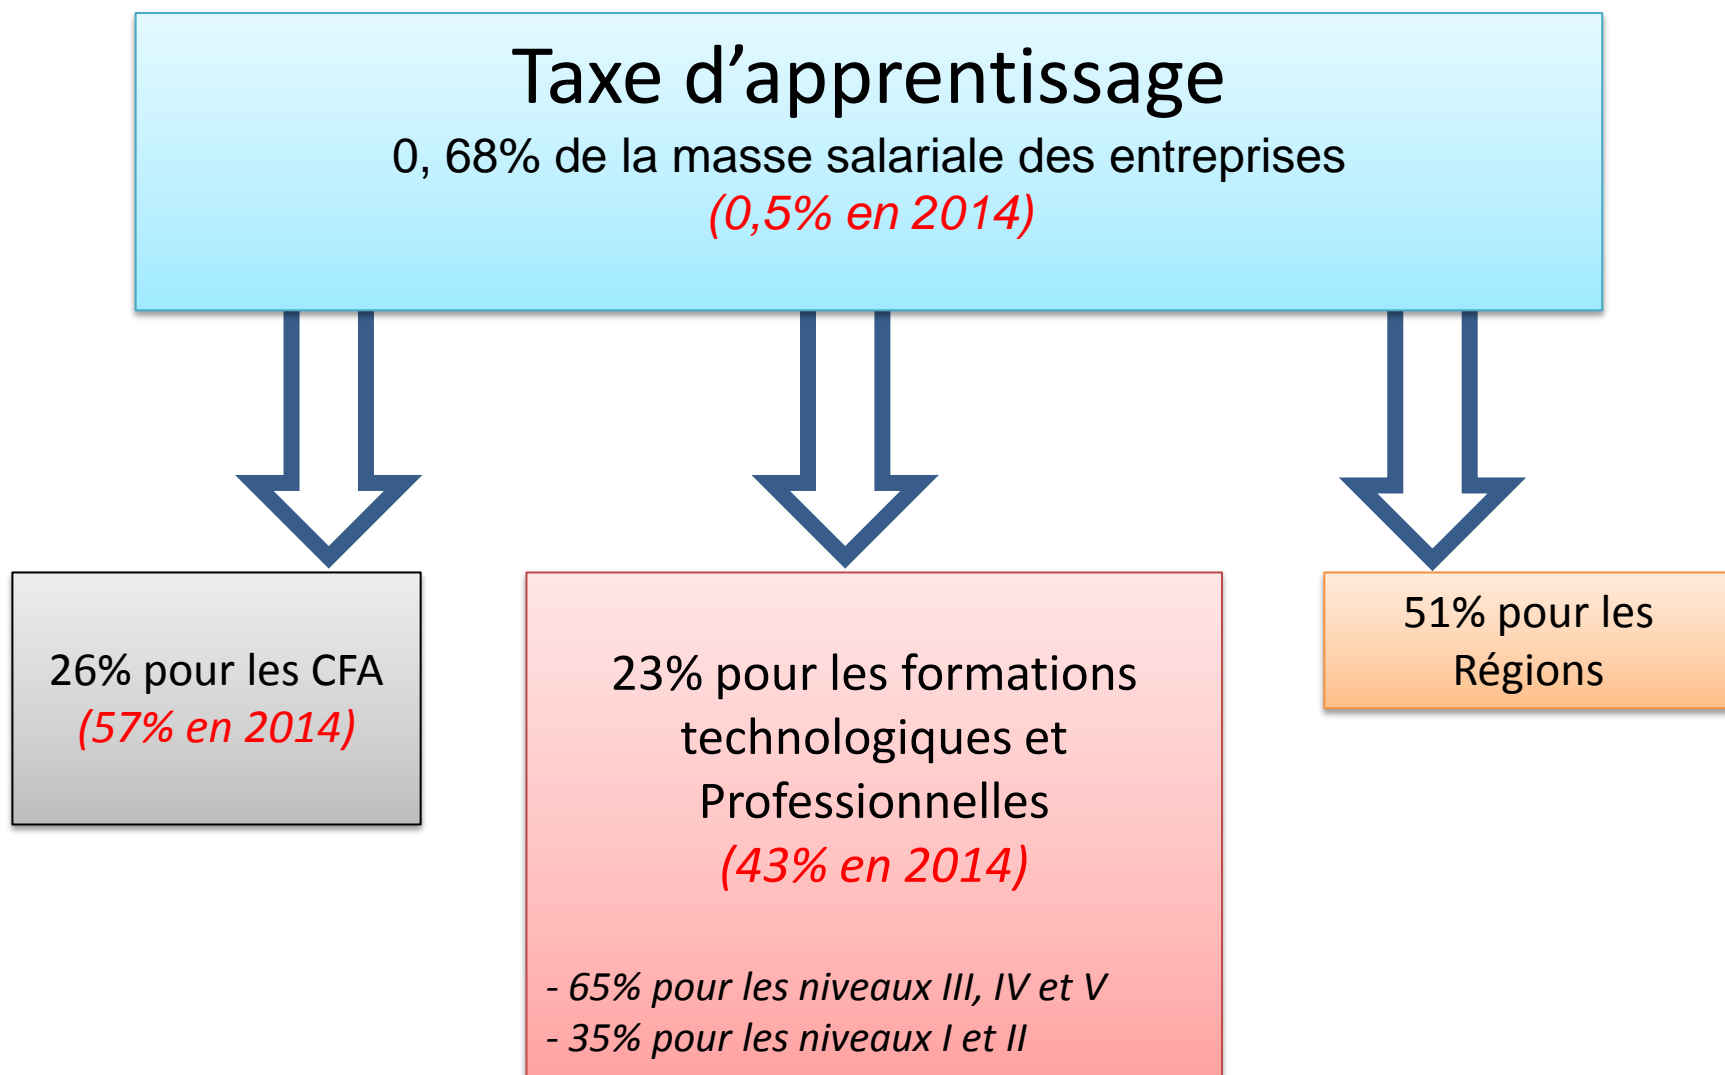 Taxe d’apprentissage
0, 68% de la masse salariale des entreprises
(0,5% en 2014)
26% pour les CFA
(57% en 2014)
23% pour les formations
technologiques et
Professionnelles
(43% en 2014)
- 65% pour les niveaux III, IV et V
- 35% pour les niveaux I et II
51% pour les
Régions